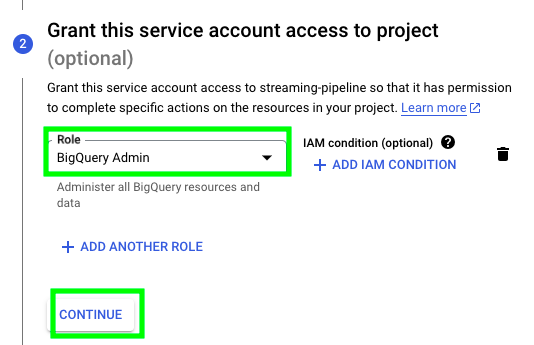 2
Grant this service account access to project
(optional)
Grant this service account access to streaming-pipeline so that it has permission
to complete specific actions on the resources in your project. Learn more
Role
BigQuery Admin
IAM condition (optional) ?
+ ADD IAM CONDITION
Administer all BigQuery resources and
data
+ ADD ANOTHER ROLE
CONTINUE